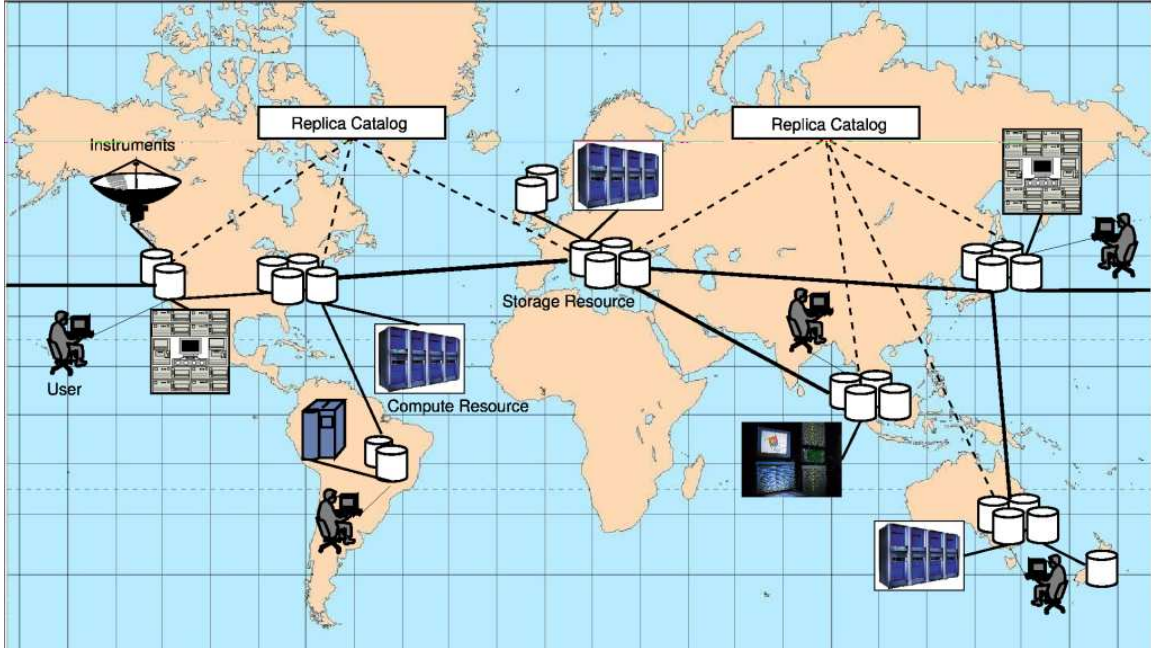 Replica Catalog
Replica Catalog
Instruments
Storage Resource
User
Compute Resource